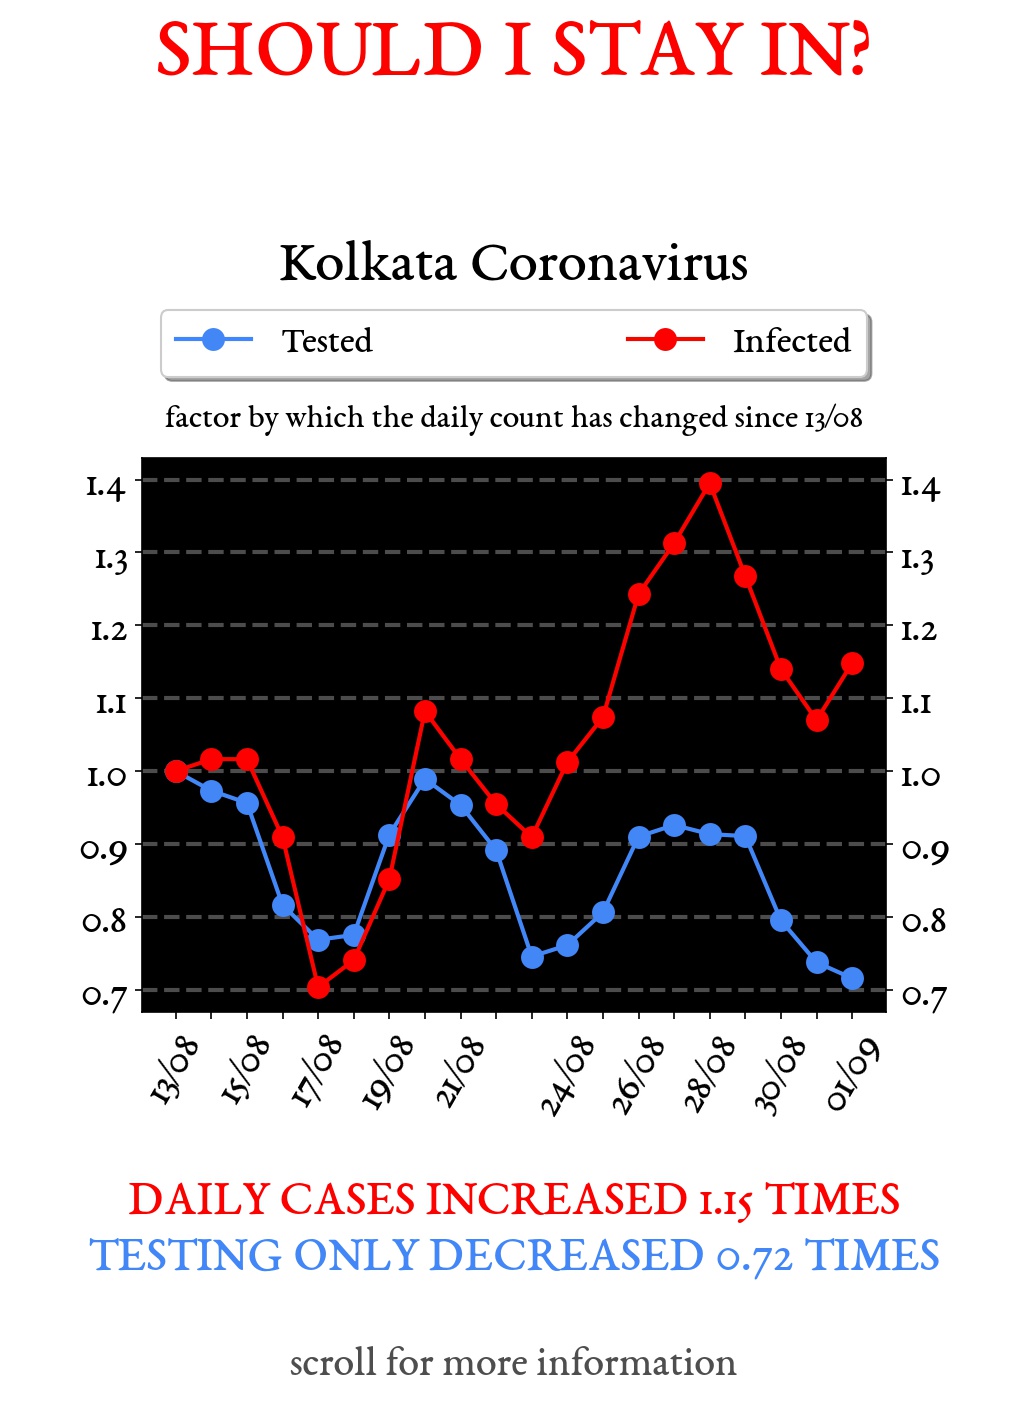 SHOULD I STAY IN?
Kolkata Coronavirus
Tested Infected
factor by which the daily count has changed since 13/08
1.4 1.4
1.3 1.3
1.2 1.2
1.1 1.1
1.0 1.0
0.9 0.9
0.8 0.8
0.7 0.7
13/08 15/08 17/08 19/08 21/08 24/08 26/08 28/08 30/08 01/09
DAILY CASES INCREASED 1.15 TIMES
TESTING ONLY DECREASED 0.72 TIMES
scroll for more information